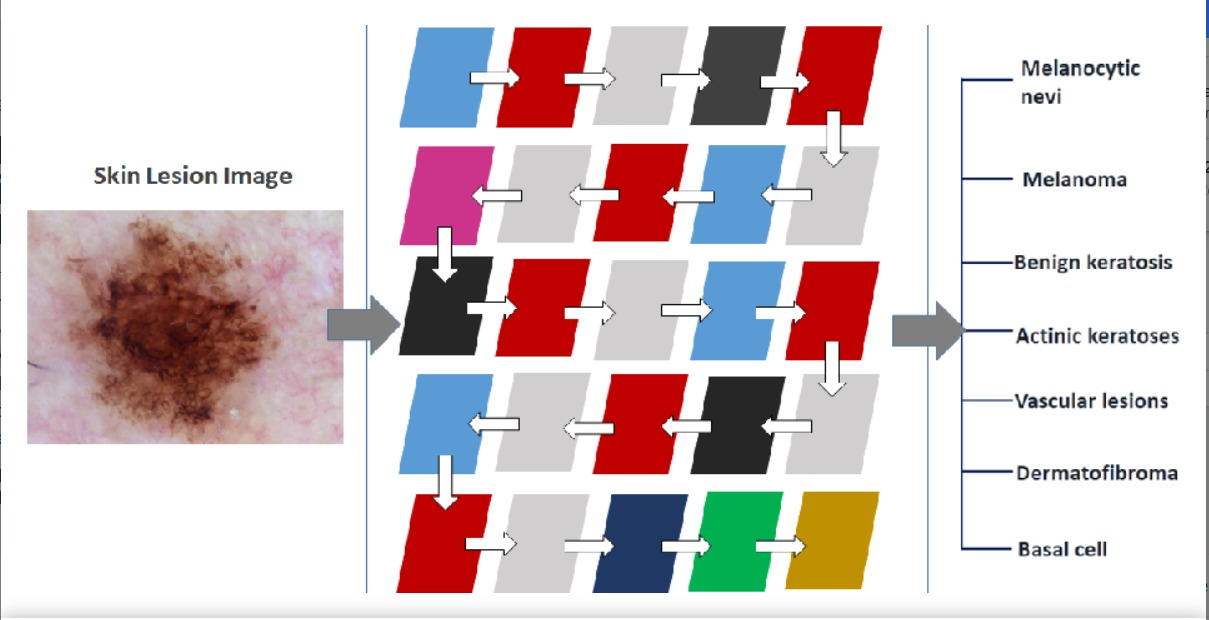 Skin Lesion Image
Melanocytic
nevi
Melanoma
Benign keratosis
Actinic keratoses
Vascular lesions
Dermatofibroma
Basal cell